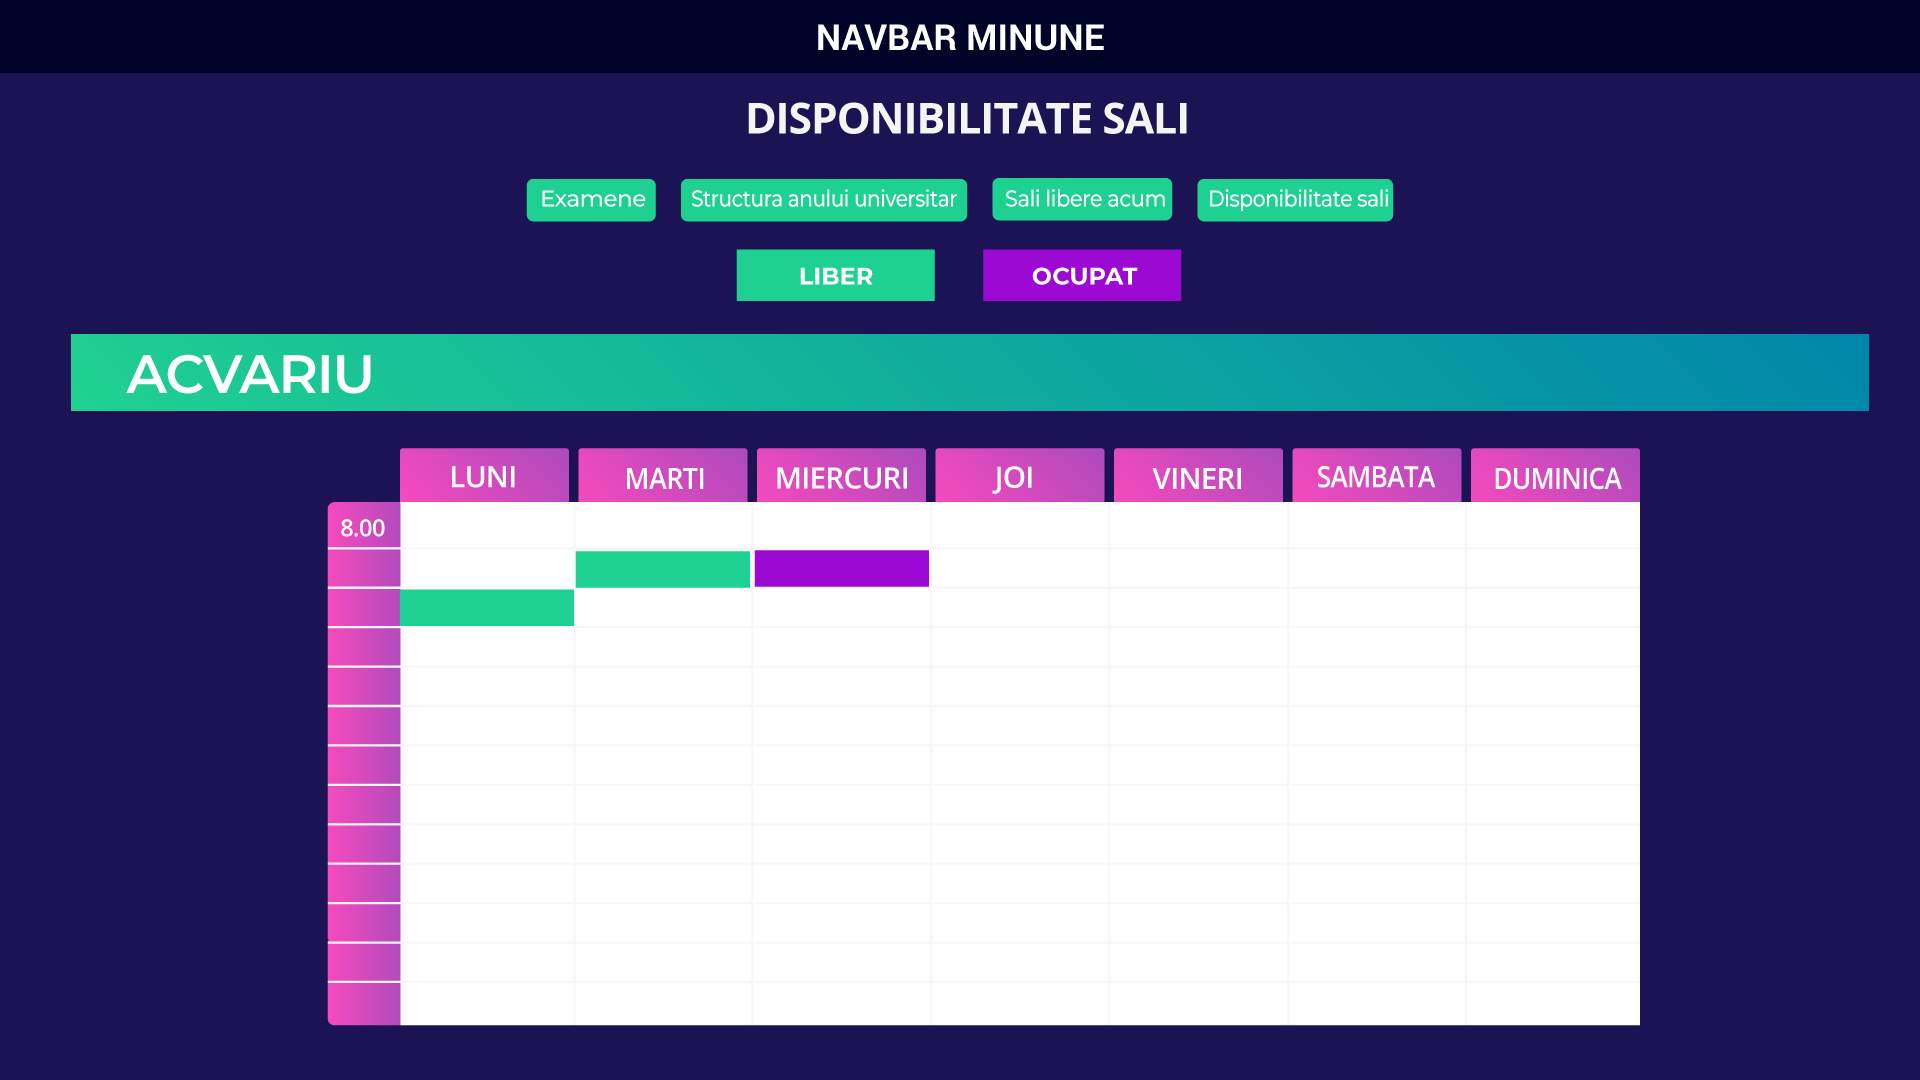 NAVBAR MINUNE
DISPONIBILITATE SALI
Examene Structura anului universitar Sali libere acum Disponibilitate sali
LIBER OCUPAT
ACVARIU
LUNI MARTI MIERCURI JOI VINERI SAMBATA DUMINICA
8.00